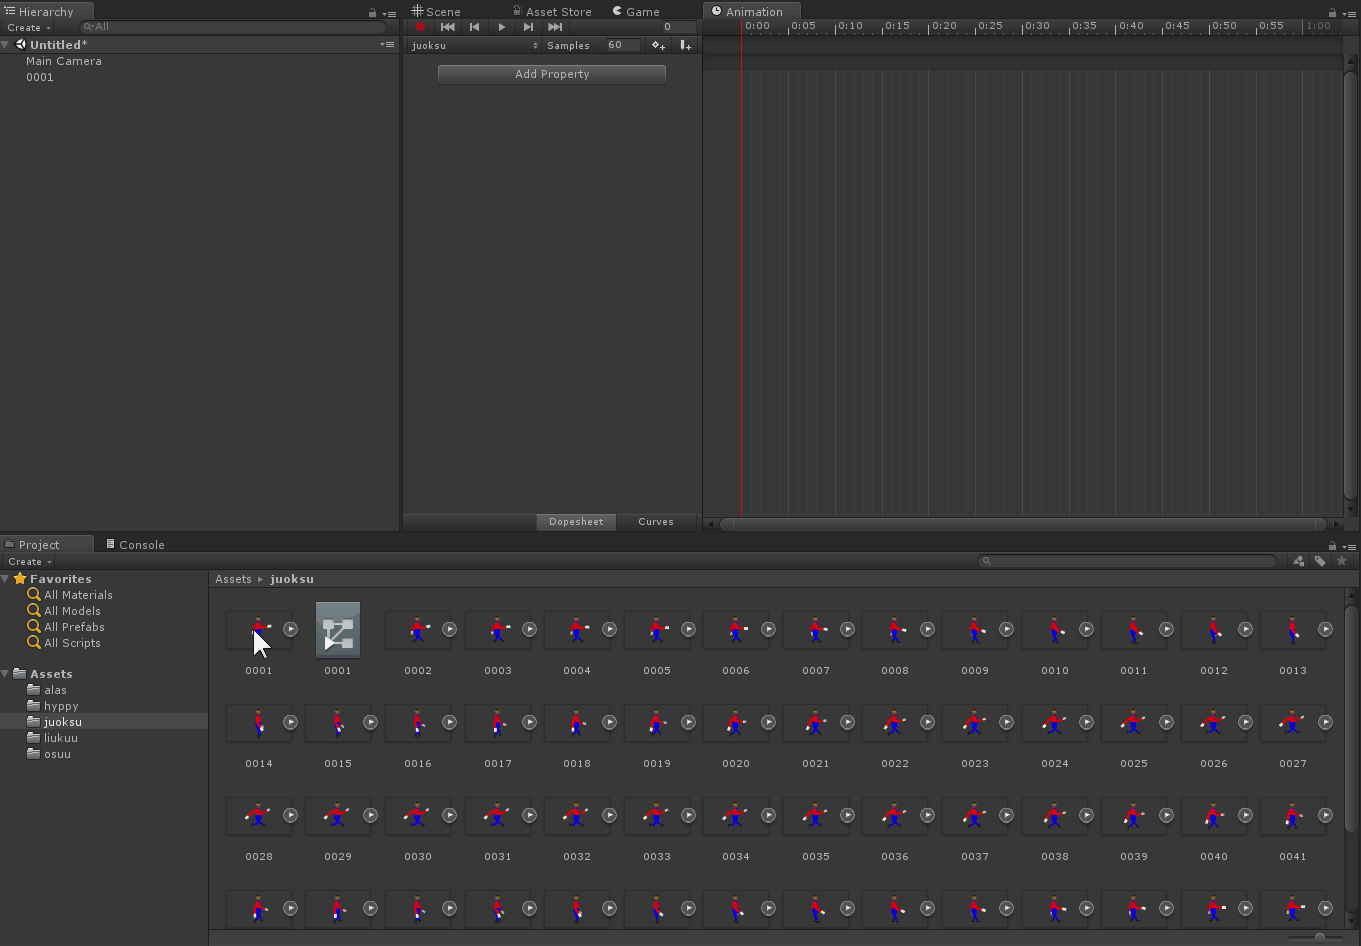 Hierarchy
Create
All
Untitled*
Main Camera
0001
Scene
Asset Store
Game
0
juoksu
Samples
60
Add Property
Dopesheet
Curves
Animation
0:00 0:05 0:10 0:15 0:20 0:25 0:30 0:35 0:40 0:45 0:50 0:55 1:00
Project
Console
Create
Favorites
All Materials
All Models
All Prefabs
All Scripts
Assets
alas
hyppy
juoksu
liukuu
osuu
Assets juoksu
0001 0001 0002 0003 0004 0005 0006 0007 0008 0009 0010 0011 0012 0013
0014 0015 0016 0017 0018 0019 0020 0021 0022 0023 0024 0025 0026 0027
0028 0029 0030 0031 0032 0033 0034 0035 0036 0037 0038 0039 0040 0041